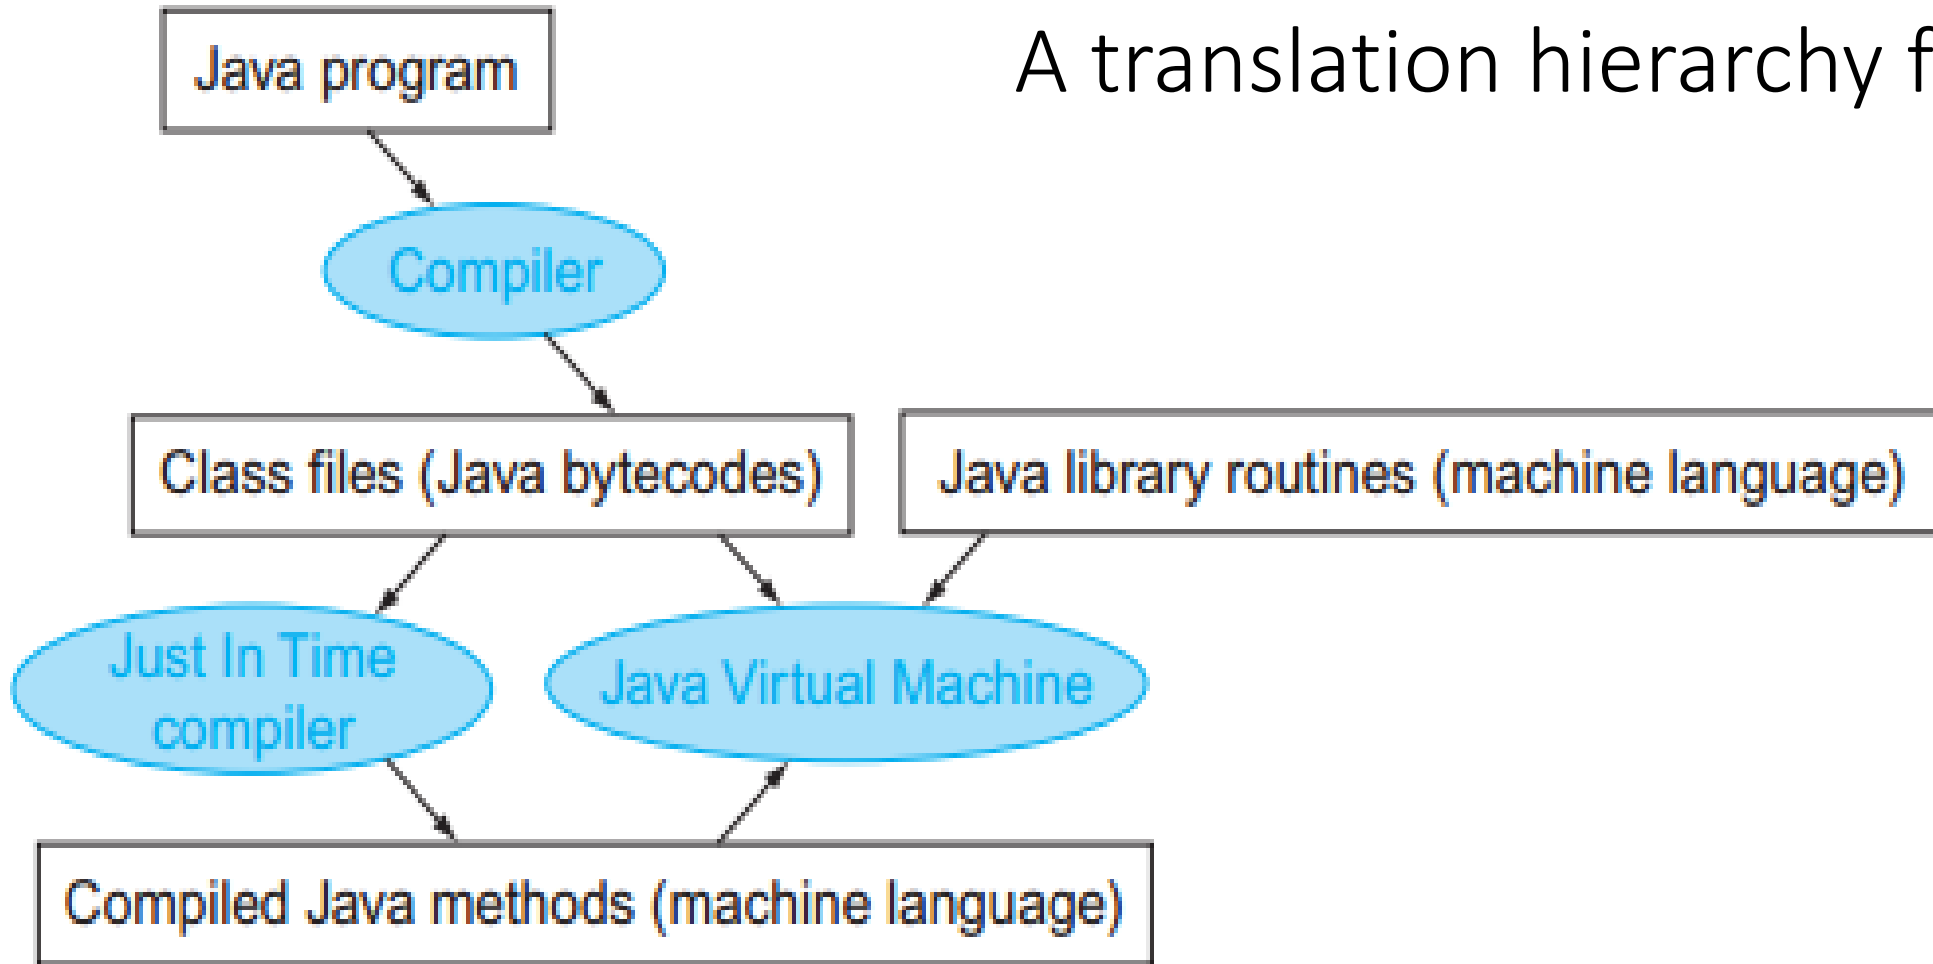 A translation hierarchy f
Java program
Compiler
Class files (Java bytecodes)
Java library routines (machine language)
Just In Time
compiler
Java Virtual Machine
Compiled Java methods (machine language)